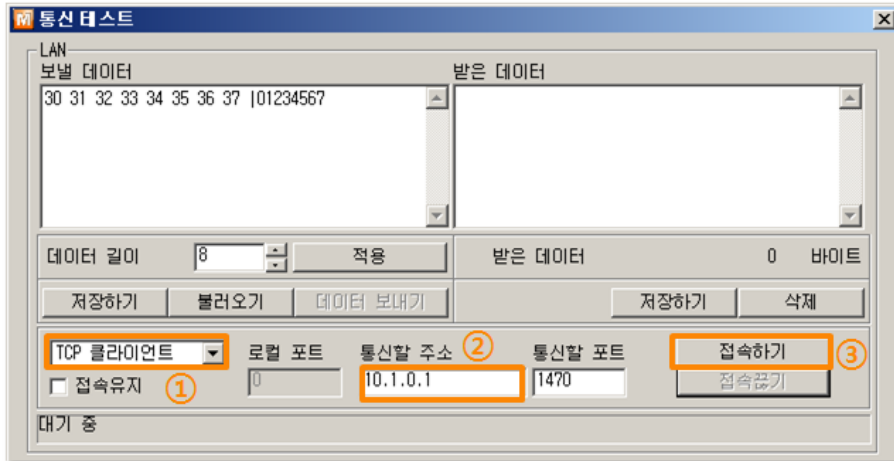 통신 테스트
LAN
보낼 데이터
받은 데이터
30 31 32 33 34 35 36 37 |01234567
데이터 길이 8 적용
받은 데이터 0 바이트
저장하기 불러오기 데이터 보내기
저장하기 삭제
TCP 클라이언트 로컬 포트 통신할 주소 ② 통신할 포트 접속하기 ③
접속유지 ① 0 10.1.0.1 1470 접속끊기
대기 중